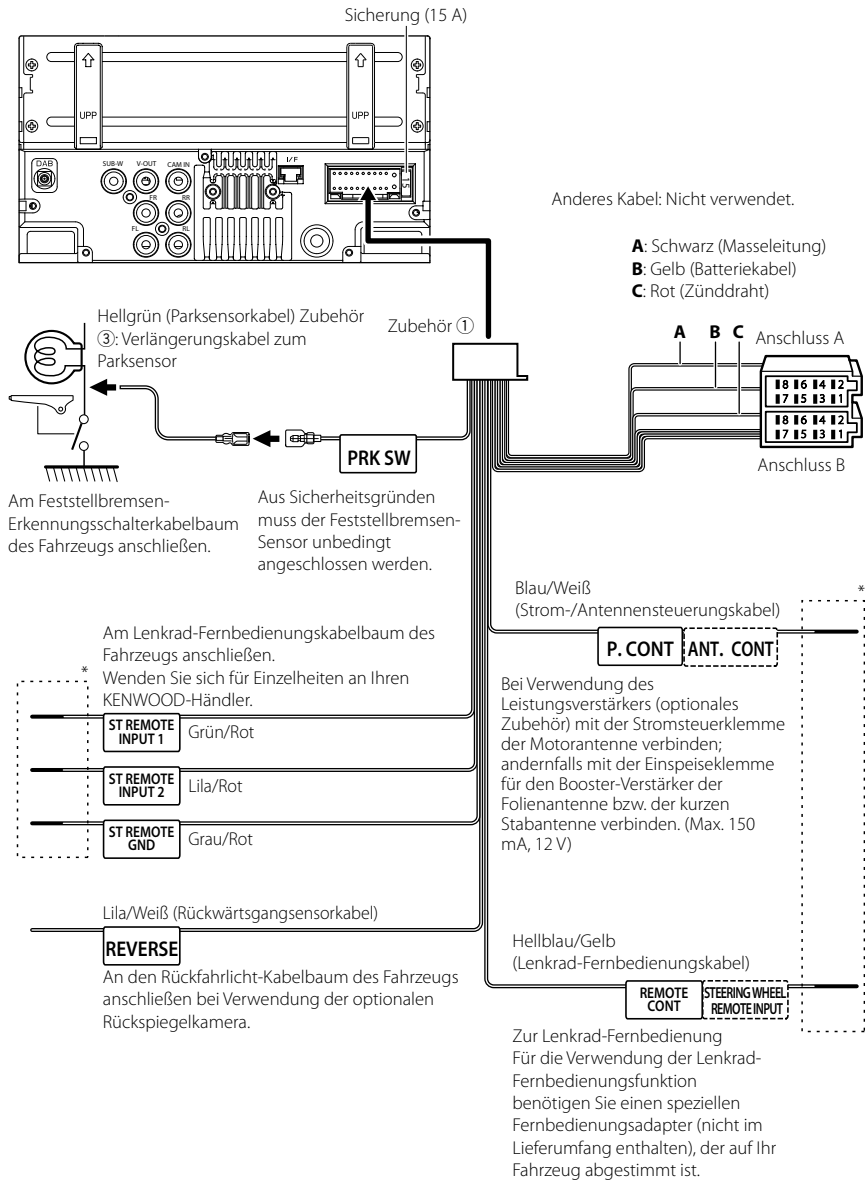 Sicherung (15 A)
UPP
UPP
DAB
SUB-W
V-OUT
CAM IN
I/F
15
FR
RR
FL
RL
Anderes Kabel: Nicht verwendet.
A: Schwarz (Masseleitung)
B: Gelb (Batteriekabel)
C: Rot (Zünddraht)
Hellgrün (Parksensorkabel) Zubehör
③: Verlängerungskabel zum
Parksensor
Zubehör ①
A B C
Anschluss A
8 6 4 2
7 5 3 1
8 6 4 2
7 5 3 1
Anschluss B
PRK SW
Am Feststellbremsen-
Erkennungsschalterkabelbaum
des Fahrzeugs anschließen.
Aus Sicherheitsgründen
muss der Feststellbremsen-
Sensor unbedingt
angeschlossen werden.
Blau/Weiß
(Strom-/Antennensteuerungskabel)
*
P. CONT
ANT. CONT
Bei Verwendung des
Leistungsverstärkers (optionales
Zubehör) mit der Stromsteuerklemme
der Motorantenne verbinden;
andernfalls mit der Einspeiseklemme
für den Booster-Verstärker der
Folienantenne bzw. der kurzen
Stabantenne verbinden. (Max. 150
mA, 12 V)
Am Lenkrad-Fernbedienungskabelbaum des
Fahrzeugs anschließen.
Wenden Sie sich für Einzelheiten an Ihren
KENWOOD-Händler.
*
ST REMOTE
INPUT 1
Grün/Rot
ST REMOTE
INPUT 2
Lila/Rot
ST REMOTE
GND
Grau/Rot
Lila/Weiß (Rückwärtsgangsensorkabel)
REVERSE
An den Rückfahrlicht-Kabelbaum des Fahrzeugs
anschließen bei Verwendung der optionalen
Rückspiegelkamera.
Hellblau/Gelb
(Lenkrad-Fernbedienungskabel)
REMOTE
CONT
STEERING WHEEL
REMOTE INPUT
Zur Lenkrad-Fernbedienung
Für die Verwendung der Lenkrad-
Fernbedienungsfunktion
benötigen Sie einen speziellen
Fernbedienungsadapter (nicht im
Lieferumfang enthalten), der auf Ihr
Fahrzeug abgestimmt ist.